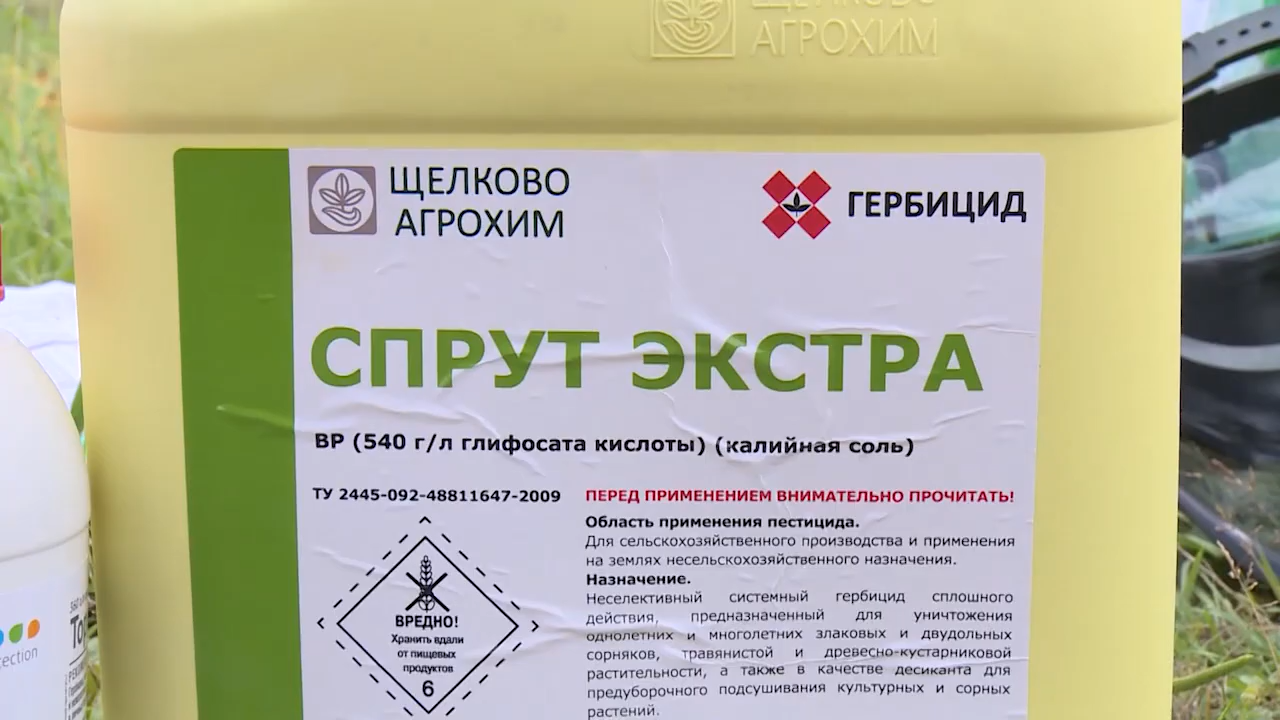 ЩЕЛКОВО
АГРОХИМ
ЩЕЛКОВО
АГРОХИМ
ГЕРБИЦИД
СПРУТ ЭКСТРА
ВР (540 г/л глифосата кислоты) (калийная соль)
ТУ 2445-092-48811647-2009
ВРЕДНО!
Хранить вдали
от пищевых
продуктов
6
ПЕРЕД ПРИМЕНЕНИЕМ ВНИМАТЕЛЬНО ПРОЧИТАТЬ!
Область применения пестицида.
Для сельскохозяйственного производства и применения
на землях несельскохозяйственного назначения.
Назначение.
Неселективный системный гербицид сплошного
действия, предназначенный для уничтожения
однолетних и многолетних злаковых и двудольных
сорняков, травянистой и древесно-кустарниковой
растительности, а также в качестве десиканта для
предуборочного подсушивания культурных и сорных
растений.